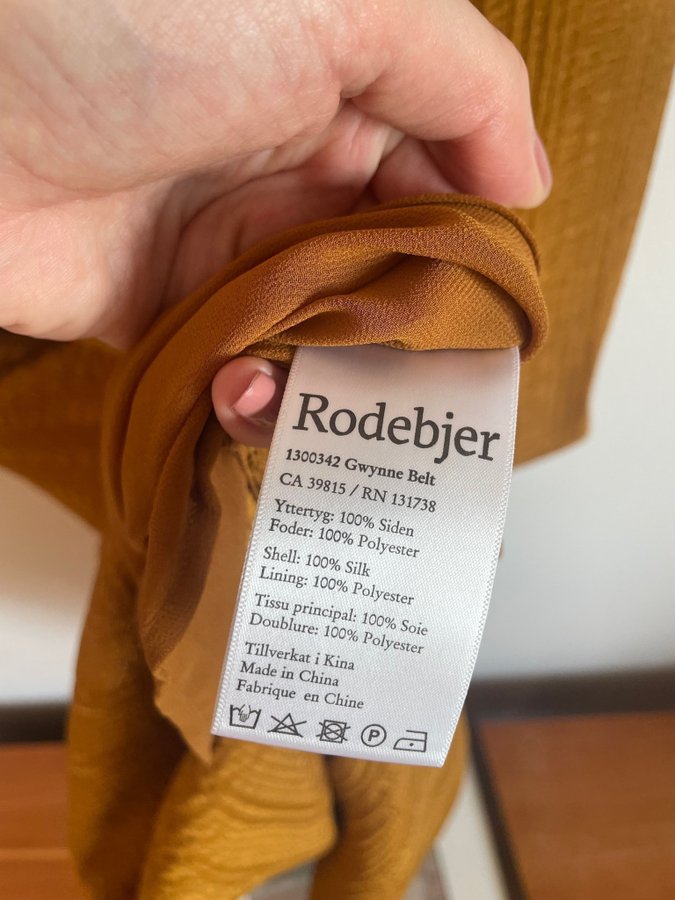 Rodebjer
1300342 Gwynne Belt
CA 39815 / RN 131738
Yttertyg: 100% Siden
Foder: 100% Polyester
Shell: 100% Silk
Lining: 100% Polyester
Tissu principal: 100% Soie
Doublure: 100% Polyester
Tillverkat i Kina
Made in China
Fabrique en Chine
P